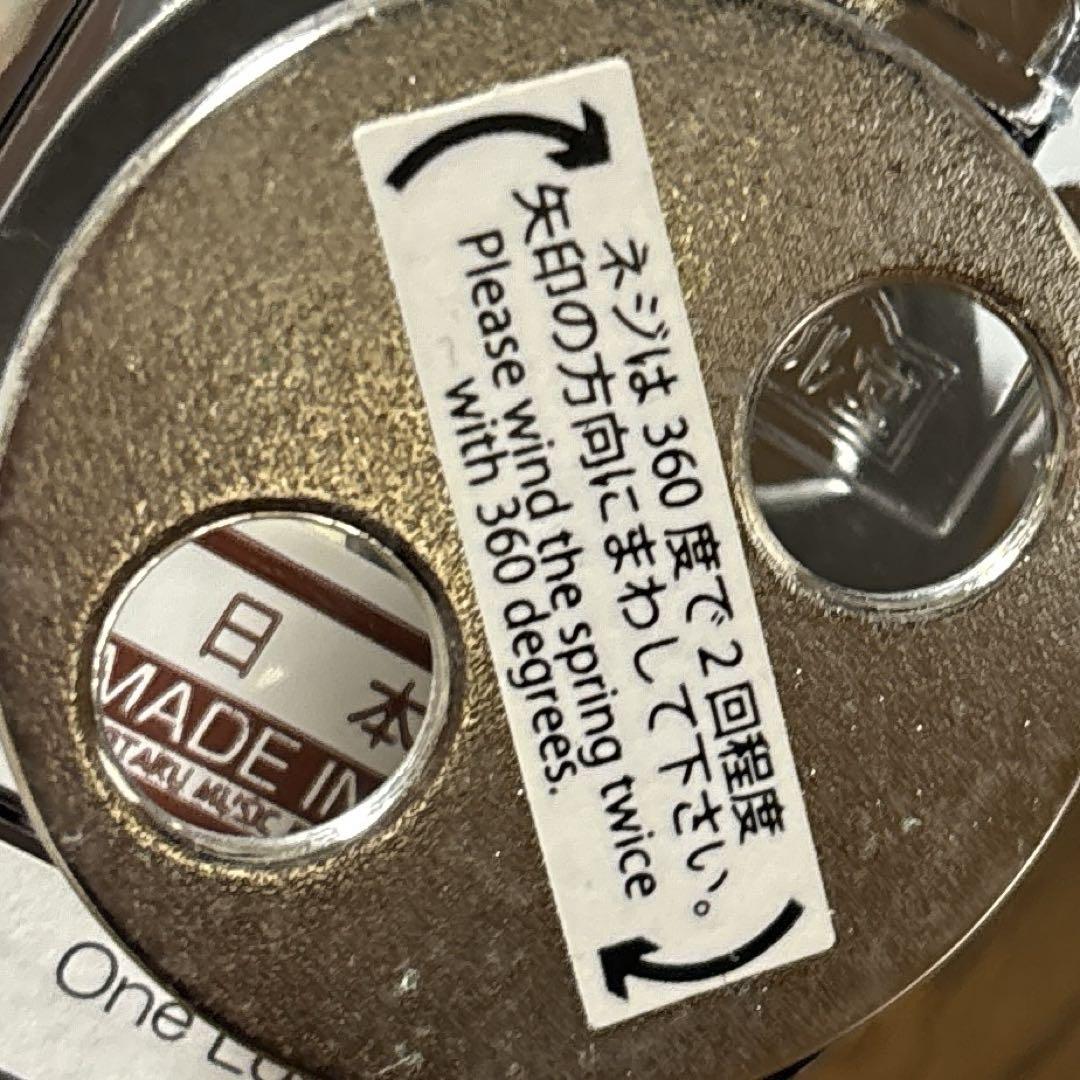 ネジは 360 度で 2 回程度
矢印の方向にまわして下さい。
Please wind the spring twice
with 360 degrees.
日本
MADE IN
MUSIC
One